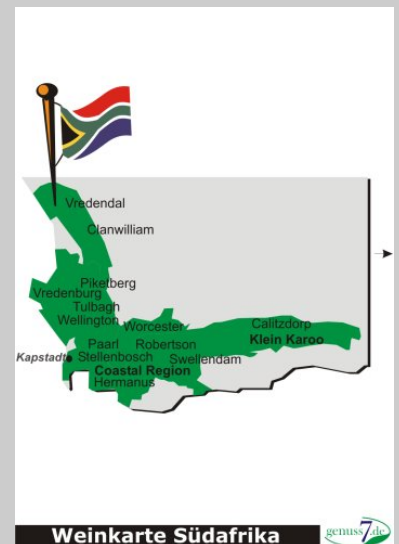 Vredendal
Clanwilliam
Piketberg
Vredenburg
Tulbagh
Wellington
Worcester
Calitzdorp
Klein Karoo
Paarl
Robertson
Kapstadt
Stellenbosch
Swellendam
Coastal Region
Hermanus
Weinkarte Südafrika
genuss7.de